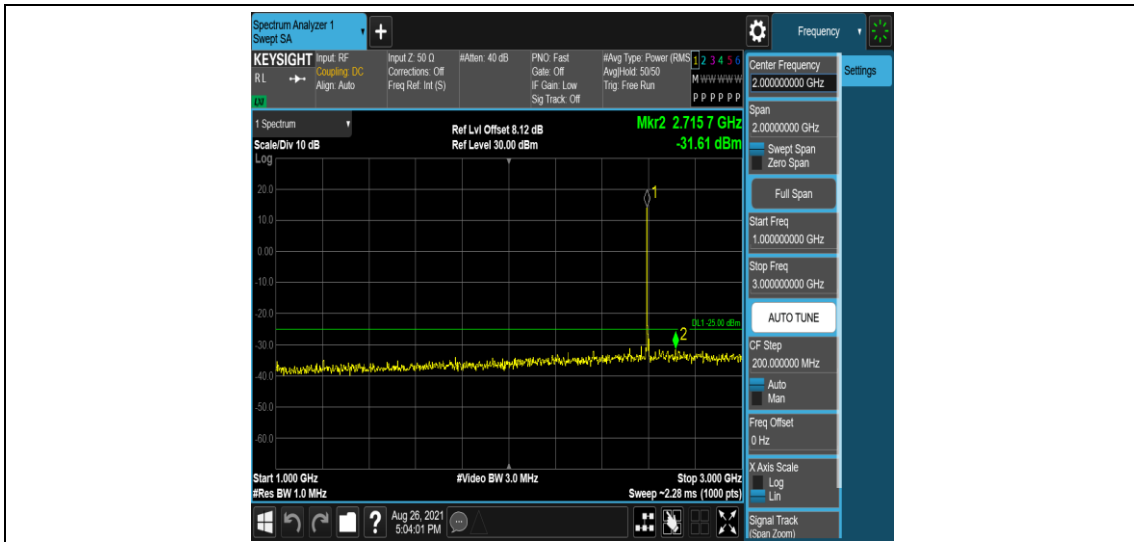 Spectrum Analyzer 1
Swept SA
+
Frequency
KEYSIGHT
RL
LM
Input: RF
Coupling: DC
Align: Auto
Input Z: 50 Ω
Corrections: Off
Freq Ref: Int (S)
#Atten: 40 dB
PNO: Fast
Gate: Off
IF Gain: Low
Sig Track: Off
#Avg Type: Power (RMS
Avg|Hold: 50/50
Trig: Free Run
1 2 3 4 5 6
M W W W W W
P P P P P P
1 Spectrum
Scale/Div 10 dB
Ref Lvl Offset 8.12 dB
Ref Level 30.00 dBm
Mkr2 2.715 7 GHz
-31.61 dBm
Log
20.0
10.0
0.00
-10.0
-20.0
-30.0
-40.0
-50.0
-60.0
1
DL1 -25.00 dBm
2
Start 1.000 GHz
#Res BW 1.0 MHz
#Video BW 3.0 MHz
Stop 3.000 GHz
Sweep ~2.28 ms (1000 pts)
?
Aug 26, 2021
5:04:01 PM
Center Frequency
2.000000000 GHz
Span
2.00000000 GHz
Swept Span
Zero Span
Full Span
Start Freq
1.000000000 GHz
Stop Freq
3.000000000 GHz
AUTO TUNE
CF Step
200.000000 MHz
Auto
Man
Freq Offset
0 Hz
X Axis Scale
Log
Lin
Signal Track
(Span Zoom)
Settings